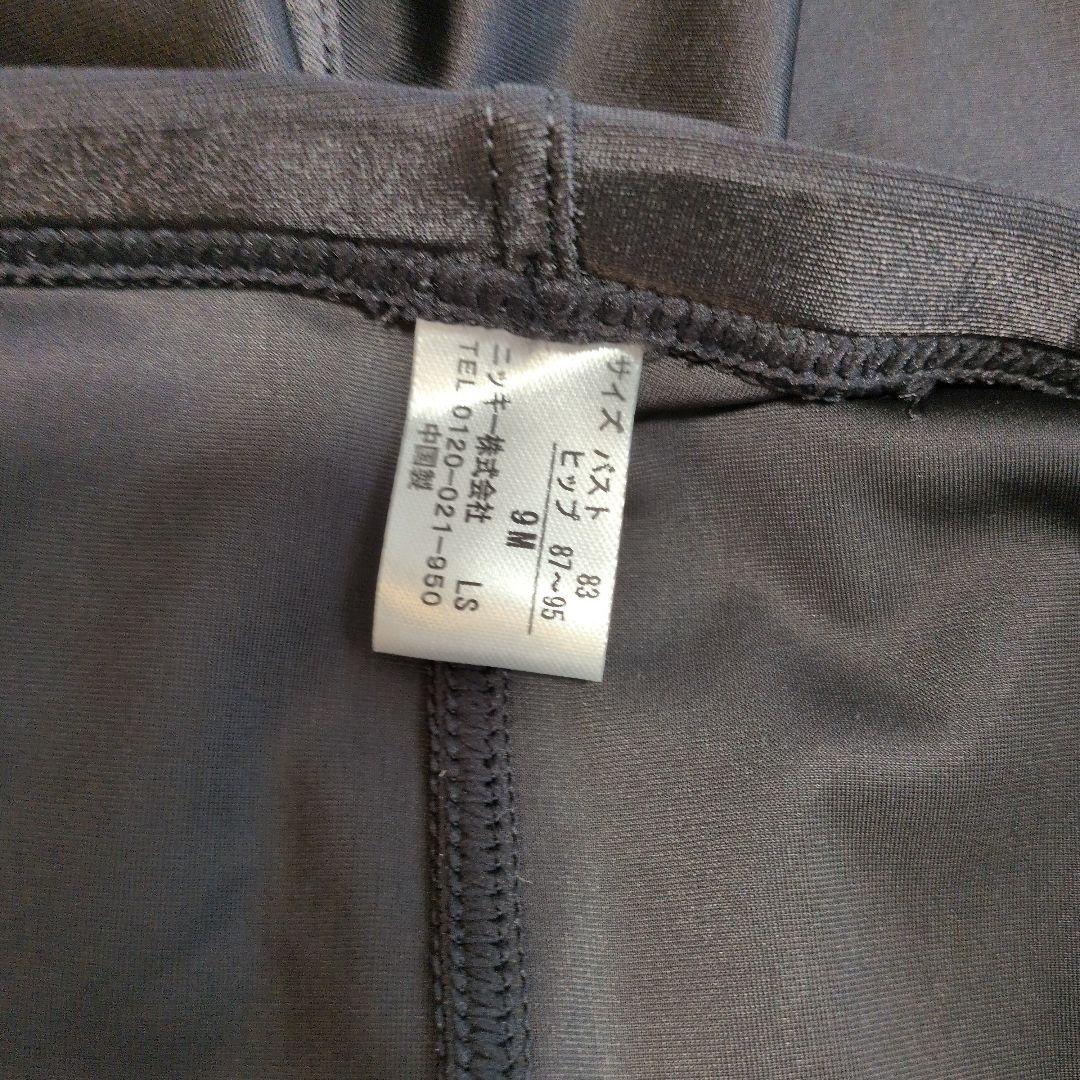 サイズ バスト 83
ヒップ 87〜95
9M
ニッキー株式会社 LS
TEL 0120-021-950
中国製